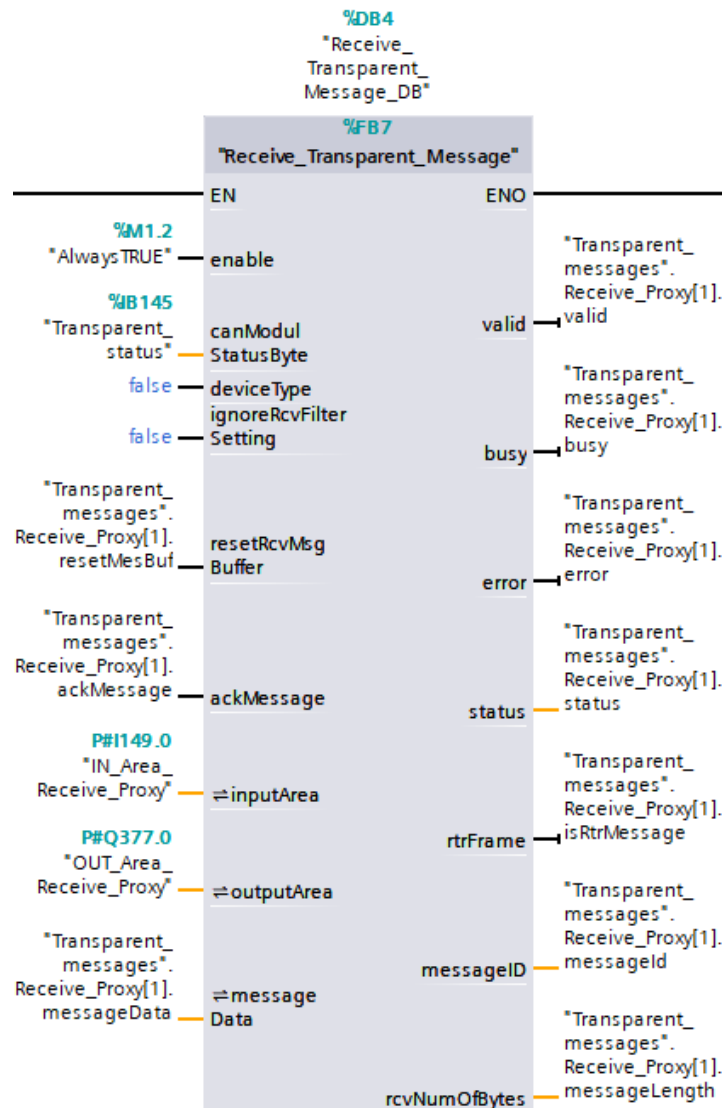 %DB4
"Receive_
Transparent_
Message_DB"
%FB7
"Receive_Transparent_Message"
EN
ENO
%M1.2
"AlwaysTRUE"
enable
%IB145
"Transparent_
status"
canModul
StatusByte
false
deviceType
false
ignoreRcvFilter
Setting
"Transparent_
messages".
Receive_Proxy[1].
resetMesBuf
resetRcvMsg
Buffer
"Transparent_
messages".
Receive_Proxy[1].
ackMessage
ackMessage
P#I149.0
"IN_Area_
Receive_Proxy"
⇌inputArea
P#Q377.0
"OUT_Area_
Receive_Proxy"
⇌outputArea
"Transparent_
messages".
Receive_Proxy[1].
messageData
⇌message
Data
valid
"Transparent_
messages".
Receive_Proxy[1].
valid
busy
"Transparent_
messages".
Receive_Proxy[1].
busy
error
"Transparent_
messages".
Receive_Proxy[1].
error
status
"Transparent_
messages".
Receive_Proxy[1].
status
rtrFrame
"Transparent_
messages".
Receive_Proxy[1].
isRtrMessage
messageID
"Transparent_
messages".
Receive_Proxy[1].
messageId
rcvNumOfBytes
"Transparent_
messages".
Receive_Proxy[1].
messageLength